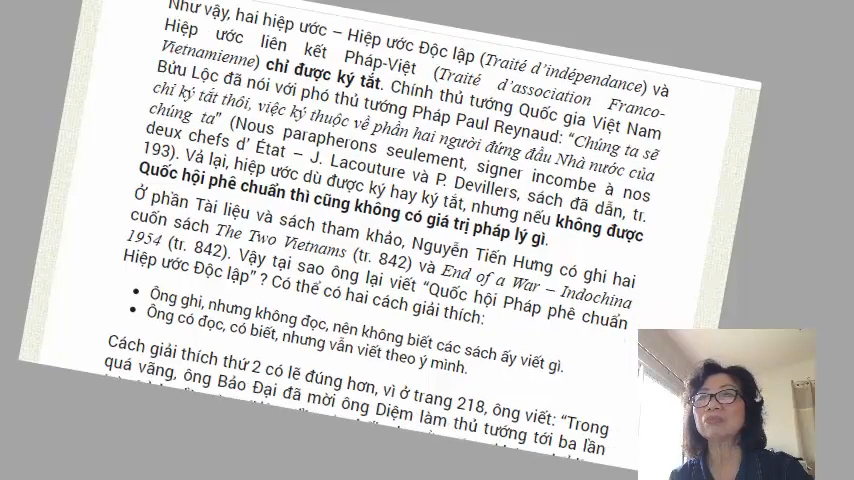 Như vậy, hai hiệp ước – Hiệp ước Độc lập (Traité d'indépendance) và
Hiệp ước liên kết Pháp-Việt (Traité d'association Franco-
Vietnamienne) chỉ được ký tắt. Chính thủ tướng Quốc gia Việt Nam
Bửu Lộc đã nói với phó thủ tướng Pháp Paul Reynaud: “Chúng ta sẽ
chỉ ký tắt thôi, việc ký thuộc về phần hai người đứng đầu Nhà nước của
chúng ta” (Nous parapherons seulement, signer incombe à nos
deux chefs d’ État – J. Lacouture và P. Devillers, sách đã dẫn, tr.
193). Vả lại, hiệp ước dù được ký hay ký tắt, nhưng nếu không được
Quốc hội phê chuẩn thì cũng không có giá trị pháp lý gì.
Ở phần Tài liệu và sách tham khảo, Nguyễn Tiến Hưng có ghi hai
cuốn sách The Two Vietnams (tr. 842) và End of a War – Indochina
1954 (tr. 842). Vậy tại sao ông lại viết “Quốc hội Pháp phê chuẩn
Hiệp ước Độc lập” ? Có thể có hai cách giải thích:
• Ông ghi, nhưng không đọc, nên không biết các sách ấy viết gì.
• Ông có đọc, có biết, nhưng vẫn viết theo ý mình.
Cách giải thích thứ 2 có lẽ đúng hơn, vì ở trang 218, ông viết: “Trong
quá vãng, ông Bảo Đại đã mời ông Diệm làm thủ tướng tới ba lần